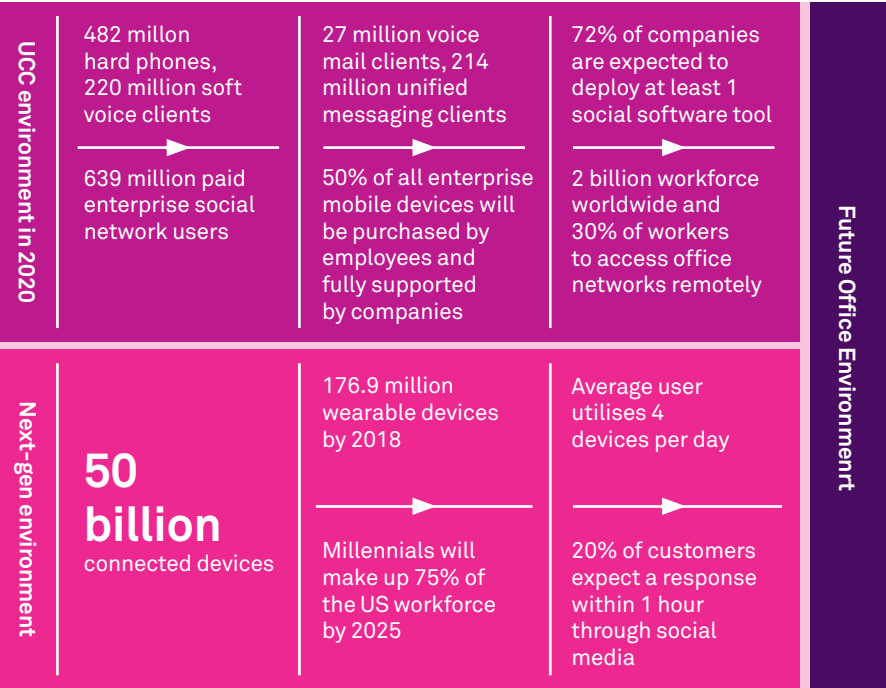 UCC environment in 2020
482 millon
hard phones,
220 million soft
voice clients
639 million paid
enterprise social
network users
27 million voice
mail clients, 214
million unified
messaging clients
50% of all enterprise
mobile devices will
be purchased by
employees and
fully supported
by companies
72% of companies
are expected to
deploy at least 1
social software tool
2 billion workforce
worldwide and
30% of workers
to access office
networks remotely
Next-gen environment
50
billion
connected devices
176.9 million
wearable devices
by 2018
Millennials will
make up 75% of
the US workforce
by 2025
Average user
utilises 4
devices per day
20% of customers
expect a response
within 1 hour
through social
media
Future Office Environmenrt